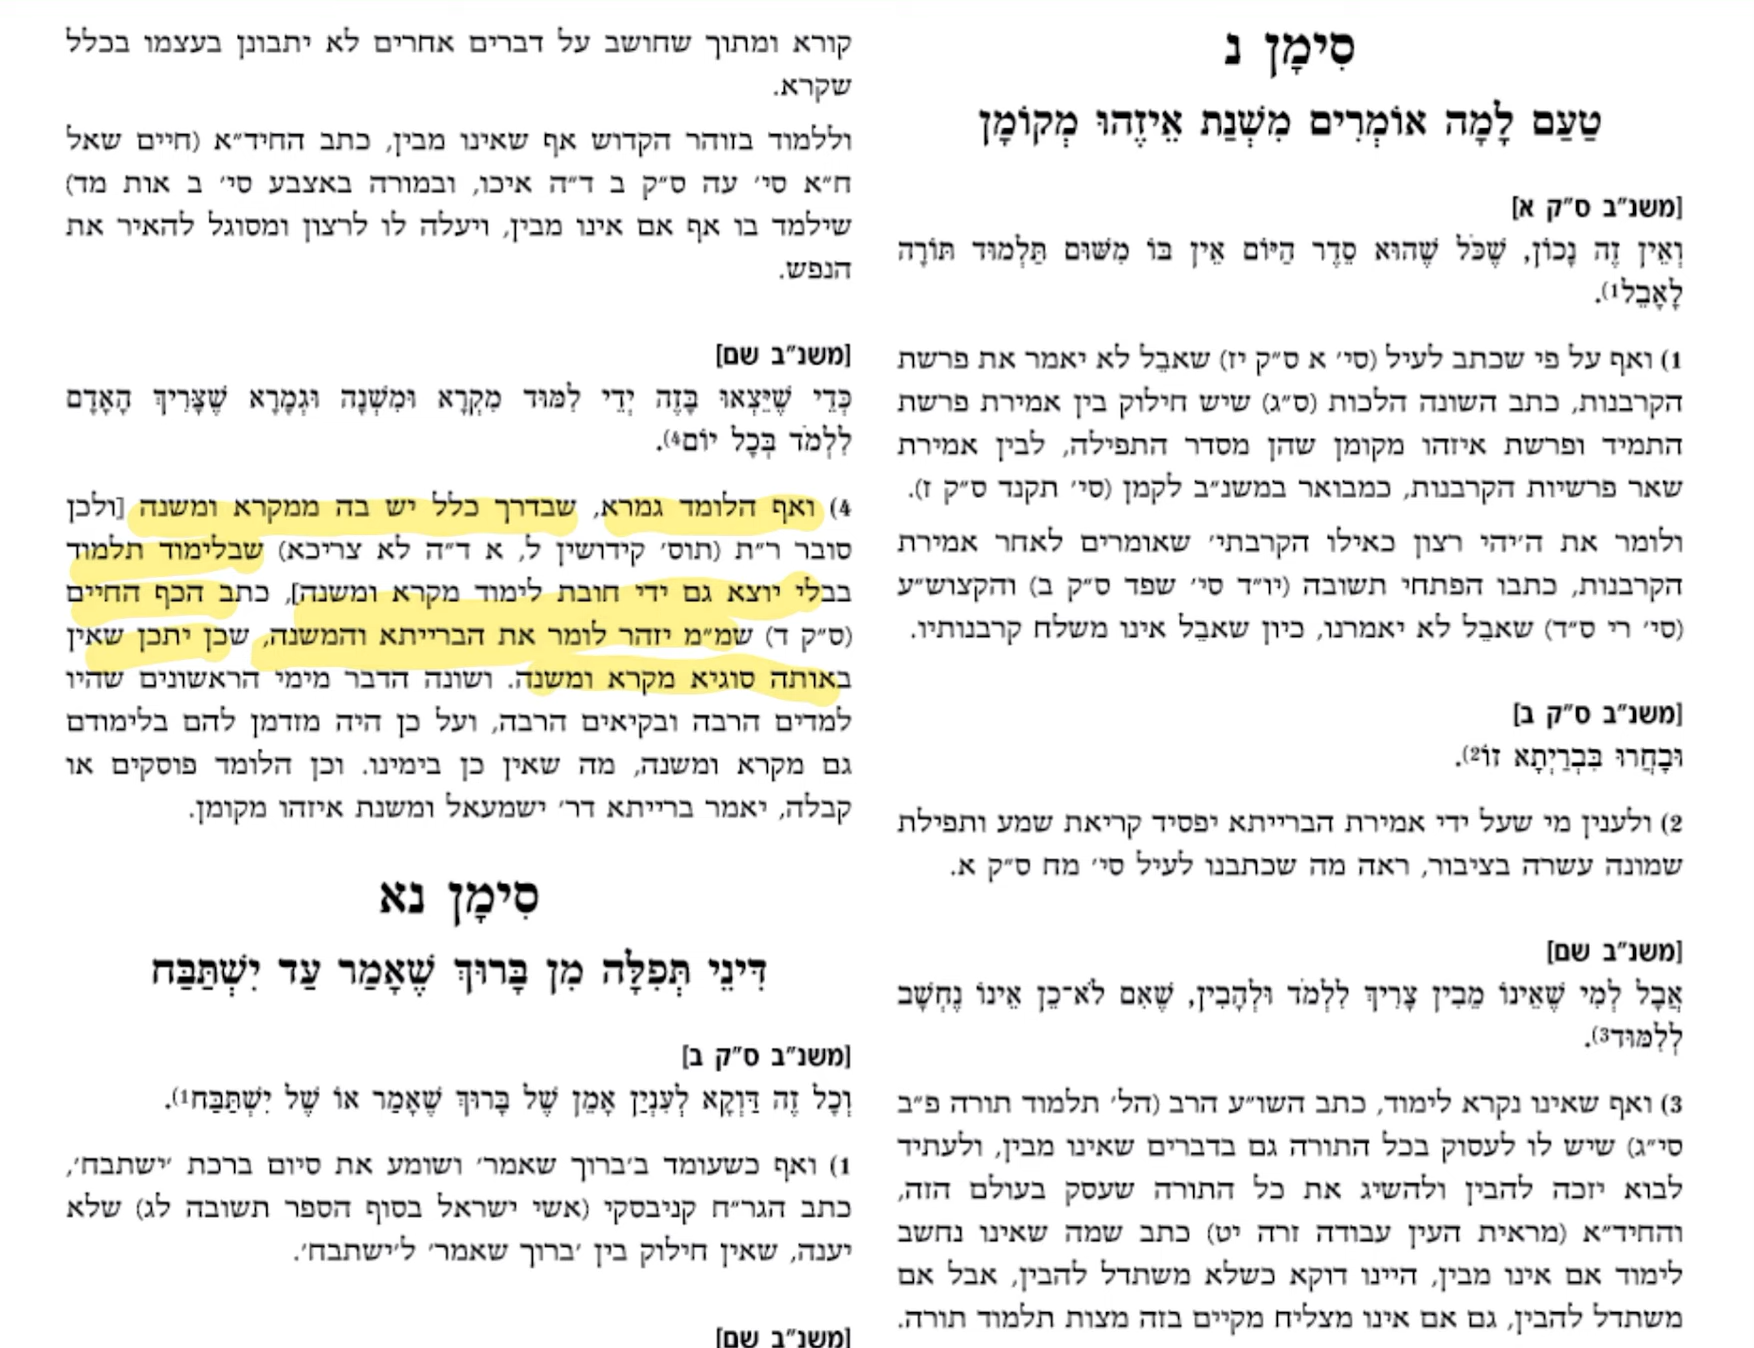 סִימָן נ
טַעַם לָמָה אוֹמְרִים מִשְׁנַת אֵיזֶהוּ מְקוֹמָן
[משנ״ב ס״ק א]
וְאֵין זֶה נָכוֹן, שֶׁכֹּל שֶׁהוּא סֵדֶר הַיּוֹם אֵין בּוֹ מִשּׁוּם תַּלְמוּד תּוֹרָה
לָאָבֵל1).
1) ואף על פי שכתב לעיל (סי׳ א ס״ק יז) שאבל לא יאמר את פרשת
הקרבנות, כתב השונה הלכות (ס״ג) שיש חילוק בין אמירת פרשת
התמיד ופרשת איזהו מקומן שהן מסדר התפילה, לבין אמירת
שאר פרשיות הקרבנות, כמבואר במשנ״ב לקמן (סי׳ תקנד ס״ק ז).
ולומר את ה׳יהי רצון כאילו הקרבתי׳ שאומרים לאחר אמירת
הקרבנות, כתבו הפתחי תשובה (יו״ד סי׳ שפד ס״ק ב) והקצוש״ע
(סי׳ רי ס״ד) שאבל לא יאמרנו, כיון שאבל אינו משלח קרבנותיו.
[משנ״ב ס״ק ב]
וּבָחֲרוּ בִּבְרַיְתָא זוֹ2).
2) ולענין מי שעל ידי אמירת הברייתא יפסיד קריאת שמע ותפילת
שמונה עשרה בציבור, ראה מה שכתבנו לעיל סי׳ מח ס״ק א.
[משנ״ב שם]
אֲבָל לְמִי שֶׁאֵינוֹ מֵבִין צָרִיךְ לִלְמֹד וּלְהָבִין, שֶׁאִם לֹא־כֵן אֵינוֹ נֶחְשָׁב
לְלִמּוּד3).
3) ואף שאינו נקרא לימוד, כתב השו״ע הרב (הל׳ תלמוד תורה פ״ב
סי״ג) שיש לו לעסוק בכל התורה גם בדברים שאינו מבין, ולעתיד
לבוא יזכה להבין ולהשיג את כל התורה שעסק בעולם הזה,
והחיד״א (מראית העין עבודה זרה יט) כתב שמה שאינו נחשב
לימוד אם אינו מבין, היינו דוקא כשלא משתדל להבין, אבל אם
משתדל להבין, גם אם אינו מצליח מקיים בזה מצות תלמוד תורה.
קורא ומתוך שחושב על דברים אחרים לא יתבונן בעצמו בכלל
שקרא.
וללמוד בזוהר הקדוש אף שאינו מבין, כתב החיד״א (חיים שאל
ח״א סי׳ עה ס״ק ב ד״ה איכו, ובמורה באצבע סי׳ ב אות מד)
שילמד בו אף אם אינו מבין, ויעלה לו לרצון ומסוגל להאיר את
הנפש.
[משנ״ב שם]
כְּדֵי שֶׁיֵּצְאוּ בָּזֶה יְדֵי לִמּוּד מִקְרָא וּמִשְׁנָה וּגְמָרָא שֶׁצָּרִיךְ הָאָדָם
לִלְמֹד בְּכָל יוֹם4).
4) ואף הלומד גמרא, שבדרך כלל יש בה ממקרא ומשנה [ולכן
סובר ר״ת (תוס׳ קידושין ל, א ד״ה לא צריכא) שבלימוד תלמוד
בבלי יוצא גם ידי חובת לימוד מקרא ומשנה], כתב הכף החיים
(ס״ק ד) שמ״מ יזהר לומר את הברייתא והמשנה, שכן יתכן שאין
באותה סוגיא מקרא ומשנה. ושונה הדבר מימי הראשונים שהיו
למדים הרבה ובקיאים הרבה, ועל כן היה מזדמן להם בלימודם
גם מקרא ומשנה, מה שאין כן בימינו. וכן הלומד פוסקים או
קבלה, יאמר ברייתא דר׳ ישמעאל ומשנת איזהו מקומן.
סִימָן נא
דִּינֵי תְּפִלָּה מִן בָּרוּךְ שֶׁאָמַר עַד יִשְׁתַּבַּח
[משנ״ב ס״ק ב]
וְכָל זֶה דַּוְקָא לְעִנְיַן אָמֵן שֶׁל בָּרוּךְ שֶׁאָמַר אוֹ שֶׁל יִשְׁתַּבַּח1).
1) ואף כשעומד ב׳ברוך שאמר׳ ושומע את סיום ברכת ׳ישתבח׳,
כתב הגר״ח קניבסקי (אשי ישראל בסוף הספר תשובה לג) שלא
יענה, שאין חילוק בין ׳ברוך שאמר׳ ל׳ישתבח׳.
[משנ״ב שם]